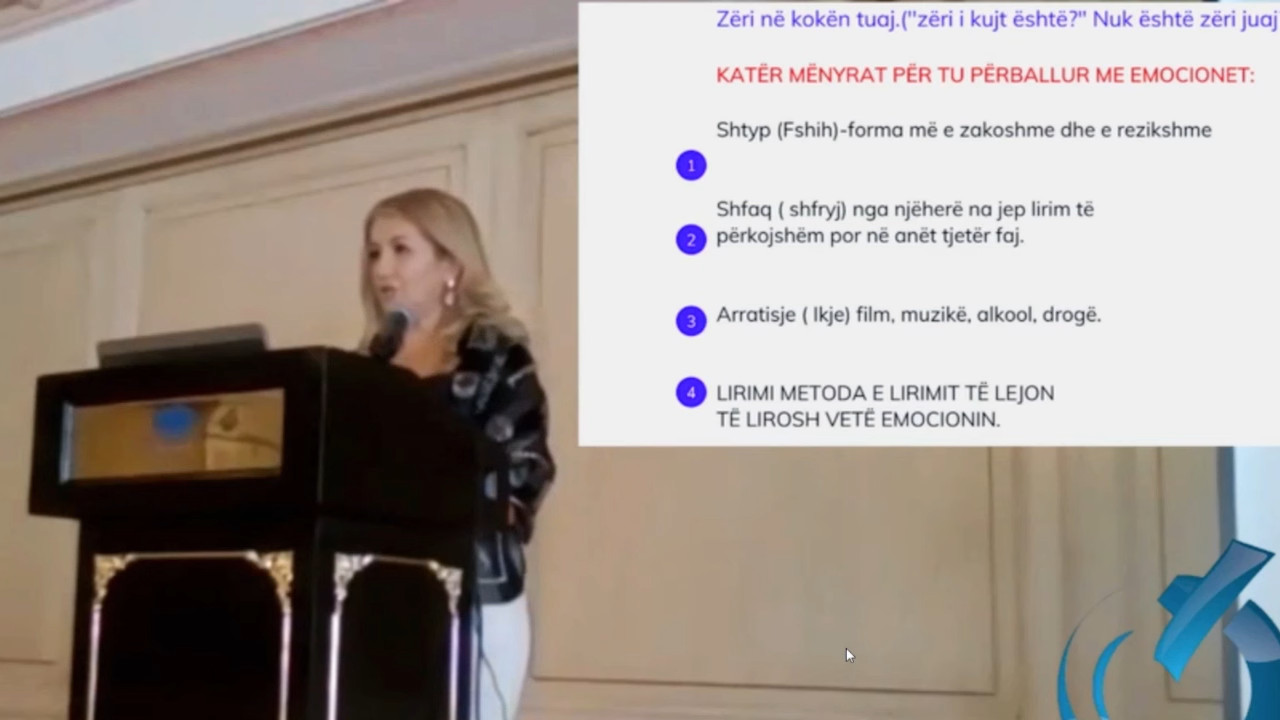 Zëri në kokën tuaj.("zëri i kujt është?" Nuk është zëri juaj
KATËR MËNYRAT PËR TU PËRBALLUR ME EMOCIONET:
Shtyp (Fshih)-forma më e zakoshme dhe e rezikshme
1
Shfaq ( shfryj) nga njëherë na jep lirim të
2
përkojshëm por në anët tjetër faj.
3
Arratisje ( Ikje) film, muzikë, alkool, drogë.
4
LIRIMI METODA E LIRIMIT TË LEJON
TË LIROSH VETË EMOCIONIN.